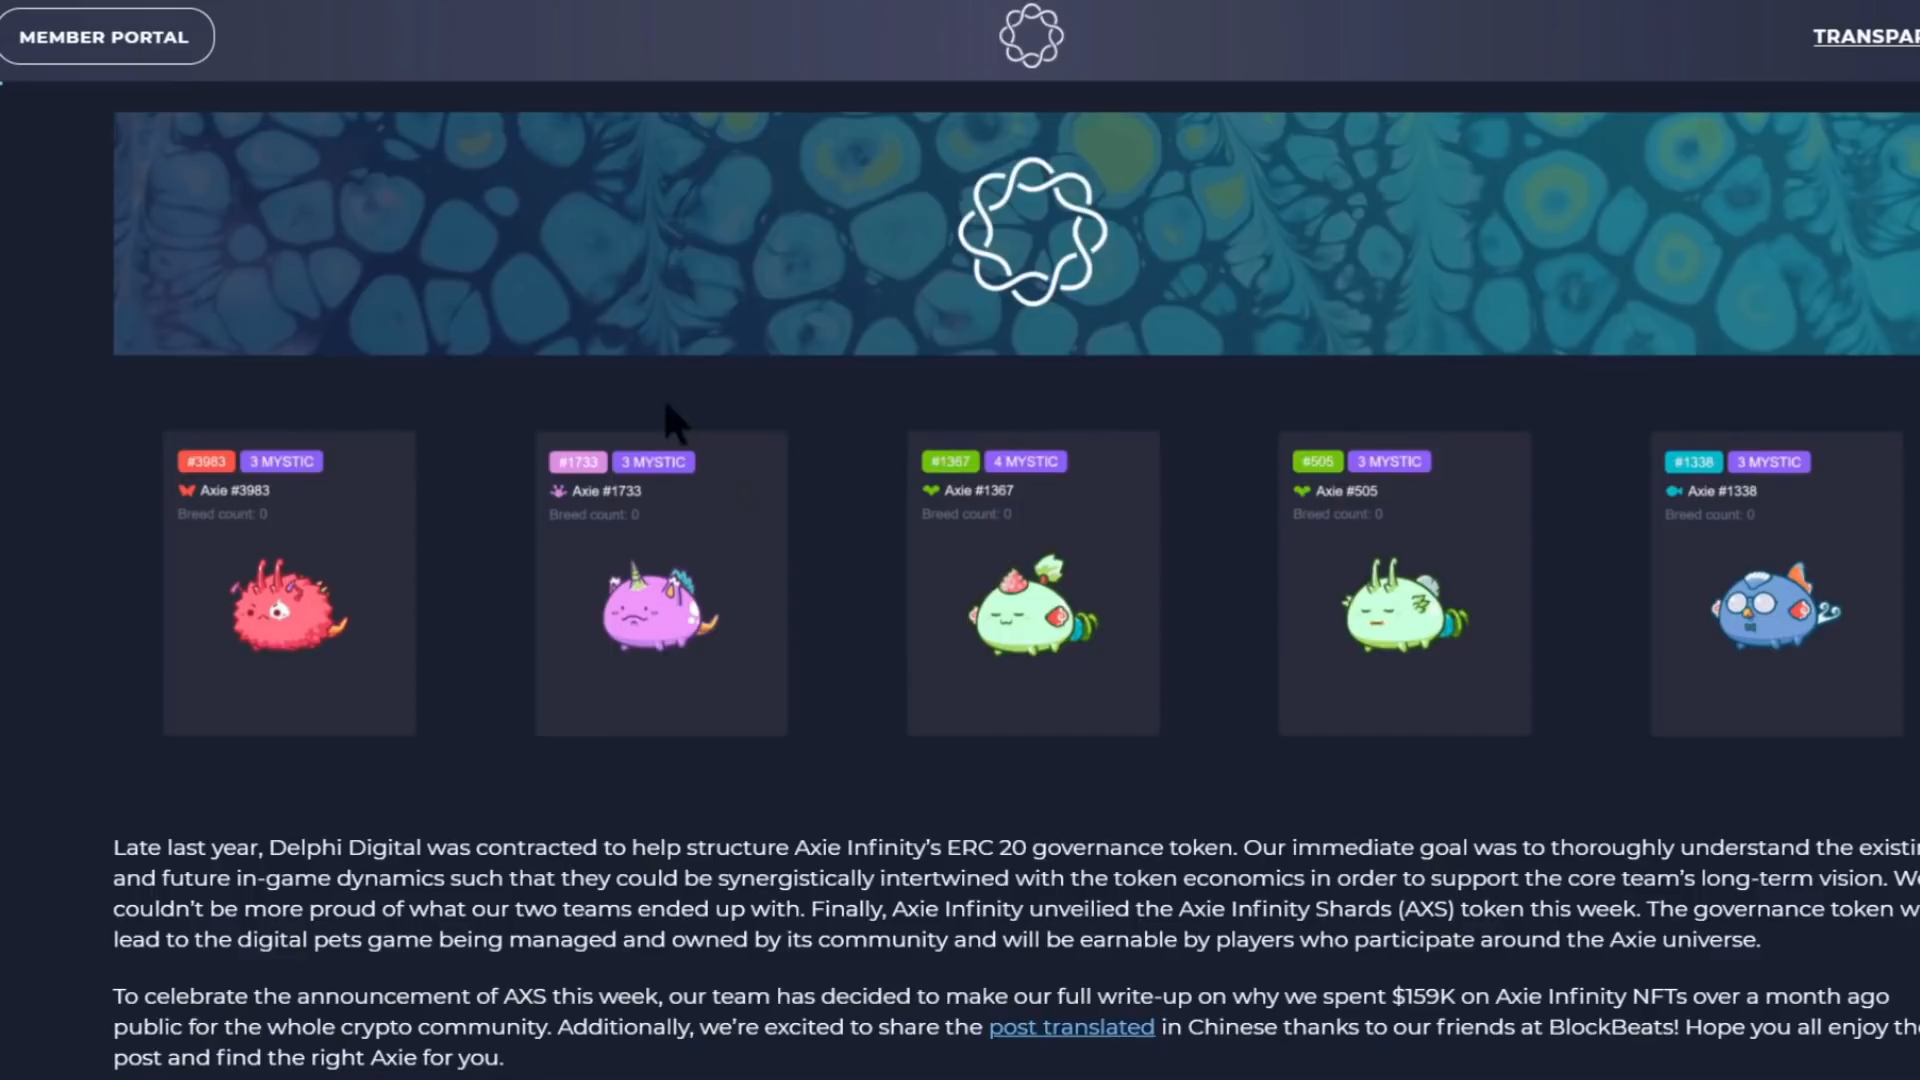 MEMBER PORTAL
TRANSPAR
#3983 3 MYSTIC
Axie #3983
Breed count: 0
#1733 3 MYSTIC
Axie #1733
Breed count: 0
#1367 4 MYSTIC
Axie #1367
Breed count: 0
#505 3 MYSTIC
Axie #505
Breed count: 0
#1338 3 MYSTIC
Axie #1338
Breed count: 0
Late last year, Delphi Digital was contracted to help structure Axie Infinity’s ERC 20 governance token. Our immediate goal was to thoroughly understand the existin
and future in-game dynamics such that they could be synergistically intertwined with the token economics in order to support the core team’s long-term vision. We
couldn’t be more proud of what our two teams ended up with. Finally, Axie Infinity unveilied the Axie Infinity Shards (AXS) token this week. The governance token w
lead to the digital pets game being managed and owned by its community and will be earnable by players who participate around the Axie universe.
To celebrate the announcement of AXS this week, our team has decided to make our full write-up on why we spent $159K on Axie Infinity NFTs over a month ago
public for the whole crypto community. Additionally, we’re excited to share the post translated in Chinese thanks to our friends at BlockBeats! Hope you all enjoy the
post and find the right Axie for you.